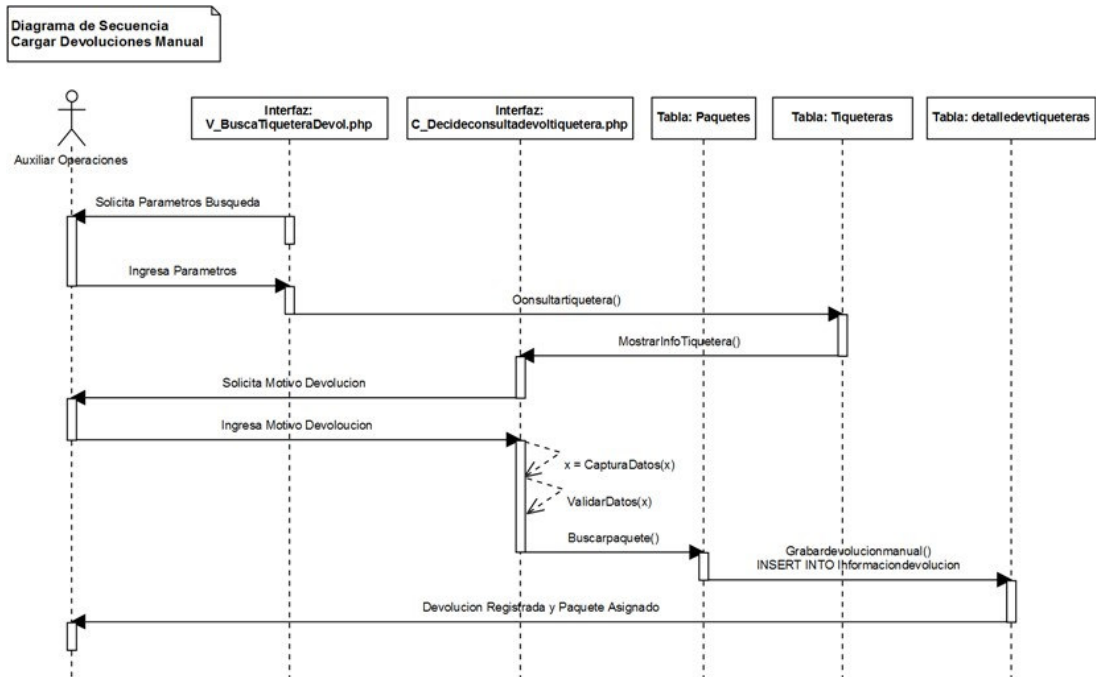 Diagrama de Secuencia
Cargar Devoluciones Manual
Auxiliar Operaciones
Interfaz:
V_BuscaTiqueteraDevol.php
Interfaz:
C_Decideconsultadevoltiquetera.php
Tabla: Paquetes
Tabla: Tiqueteras
Tabla: detalledevtiqueteras
Solicita Parametros Busqueda
Ingresa Parametros
Consultartiquetera()
MostrarInfoTiquetera()
Solicita Motivo Devolucion
Ingresa Motivo Devoloucion
x = CapturaDatos(x)
ValidarDatos(x)
Buscarpaquete()
Grabardevolucionmanual()
INSERT INTO Informaciondevolucion
Devolucion Registrada y Paquete Asignado